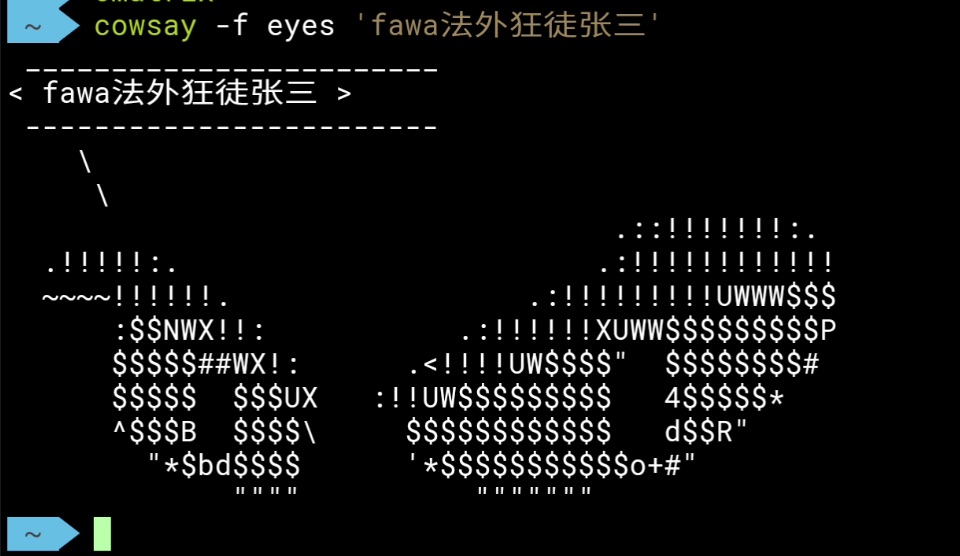 ~ cowsay -f eyes 'fawa法外狂徒张三'
 ________________________
< fawa法外狂徒张三 >
 ------------------------
    \
     \
                                   .::!!!!!!!:.
  .!!!!!:.                        .:!!!!!!!!!!!!
  ~~~~!!!!!!.                 .:!!!!!!!!!UWWW$$$
      :$$NWX!!:           .:!!!!!!XUWW$$$$$$$$$P
      $$$$$##WX!:      .<!!!!UW$$$$"  $$$$$$$$#
      $$$$$  $$$UX   :!!UW$$$$$$$$$   4$$$$$*
      ^$$$B  $$$$\     $$$$$$$$$$$$   d$$R"
        "*$bd$$$$      '*$$$$$$$$$$$o+#"
             """"          """""""
~